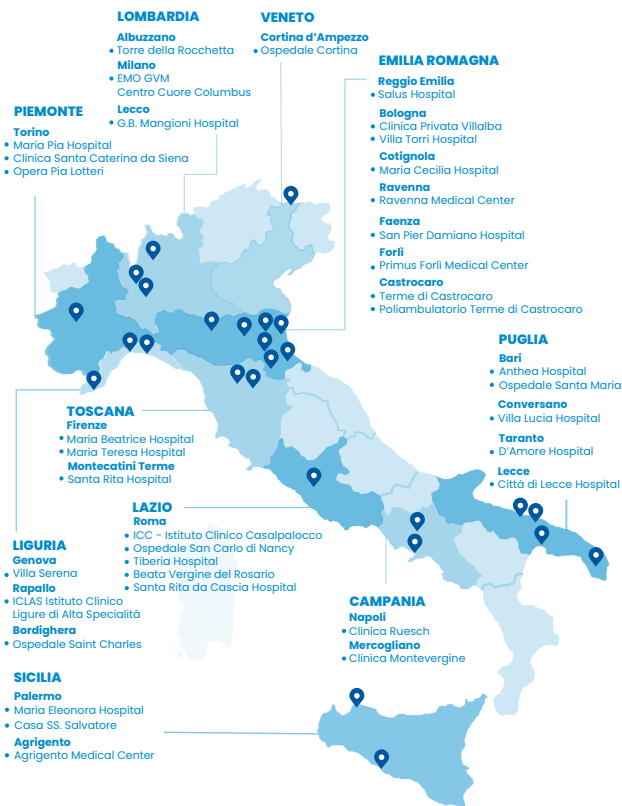 LOMBARDIA
Albuzzano
• Torre della Rocchetta
Milano
• EMO GVM
Centro Cuore Columbus
Lecco
• G.B. Mangioni Hospital
VENETO
Cortina d'Ampezzo
• Ospedale Cortina
EMILIA ROMAGNA
Reggio Emilia
• Salus Hospital
Bologna
• Clinica Privata Villalba
• Villa Torri Hospital
Cotignola
• Maria Cecilia Hospital
Ravenna
• Ravenna Medical Center
Faenza
• San Pier Damiano Hospital
Forlì
• Primus Forlì Medical Center
Castrocaro
• Terme di Castrocaro
• Poliambulatorio Terme di Castrocaro
PIEMONTE
Torino
• Maria Pia Hospital
• Clinica Santa Caterina da Siena
• Opera Pia Lotteri
PUGLIA
Bari
• Anthea Hospital
• Ospedale Santa Maria
Conversano
• Villa Lucia Hospital
Taranto
• D'Amore Hospital
Lecce
• Città di Lecce Hospital
TOSCANA
Firenze
• Maria Beatrice Hospital
• Maria Teresa Hospital
Montecatini Terme
• Santa Rita Hospital
LAZIO
Roma
• ICC - Istituto Clinico Casalpalocco
• Ospedale San Carlo di Nancy
• Tiberia Hospital
• Beata Vergine del Rosario
• Santa Rita da Cascia Hospital
LIGURIA
Genova
• Villa Serena
Rapallo
• ICLAS Istituto Clinico
Ligure di Alta Specialità
Bordighera
• Ospedale Saint Charles
CAMPANIA
Napoli
• Clinica Ruesch
Mercogliano
• Clinica Montevergine
SICILIA
Palermo
• Maria Eleonora Hospital
• Casa SS. Salvatore
Agrigento
• Agrigento Medical Center